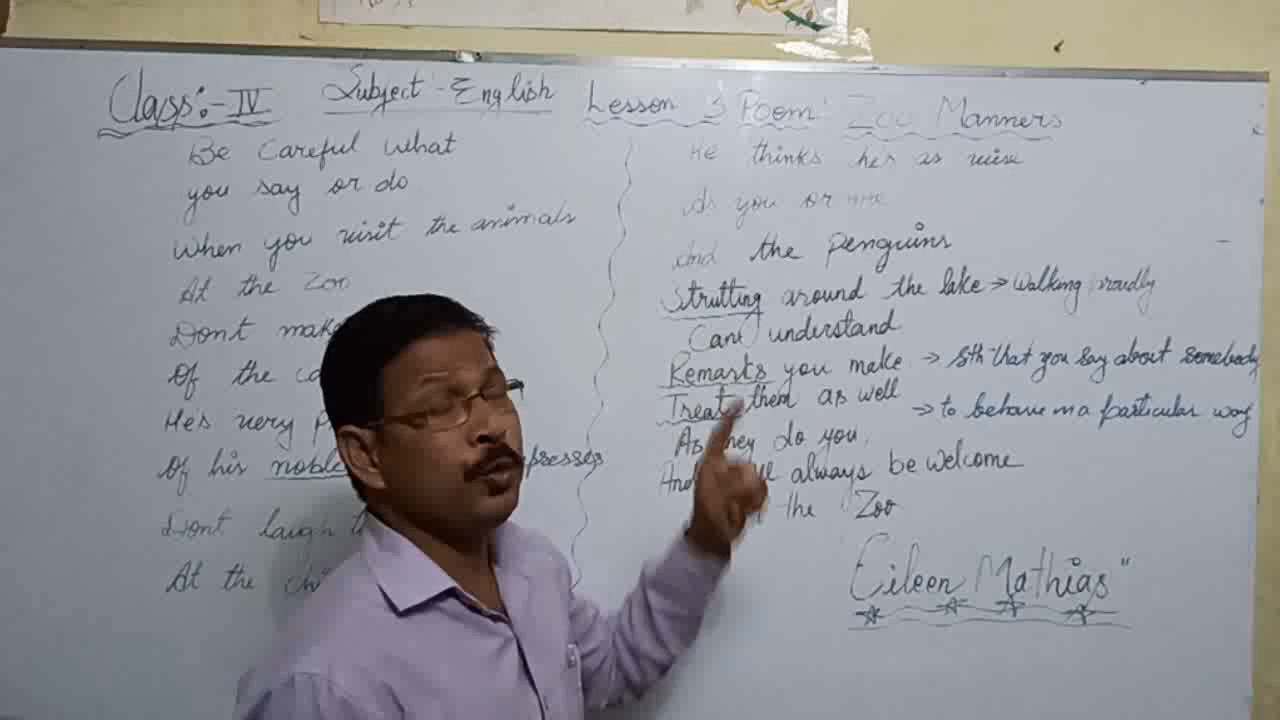 Class:- IV Subject - English Lesson 3 Poem: Zoo Manners
Be careful what
you say or do
When you visit the animals
At the Zoo
Dont make
Of the
He's very
Of his noble
presses
Dont laugh
At the
He thinks he's as wise
As you or
And the penguins
Strutting around the lake → Walking proudly
Can understand
Remarks you make → Sth that you say about somebody
Treat them as well → to behave in a particular way
As they do you,
And always be welcome
the Zoo
Eileen Mathias"